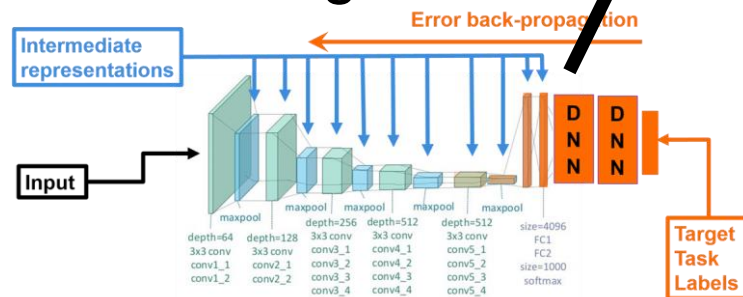 Error back-propagation
Intermediate
representations
Input
D
N
N
D
N
N
maxpool
maxpool
maxpool
maxpool
maxpool
depth=64
3x3 conv
conv1_1
conv1_2
depth=128
3x3 conv
conv2_1
conv2_2
depth=256
3x3 conv
conv3_1
conv3_2
conv3_3
conv3_4
depth=512
3x3 conv
conv4_1
conv4_2
conv4_3
conv4_4
depth=512
3x3 conv
conv5_1
conv5_2
conv5_3
conv5_4
size=4096
FC1
FC2
size=1000
softmax
Target
Task
Labels